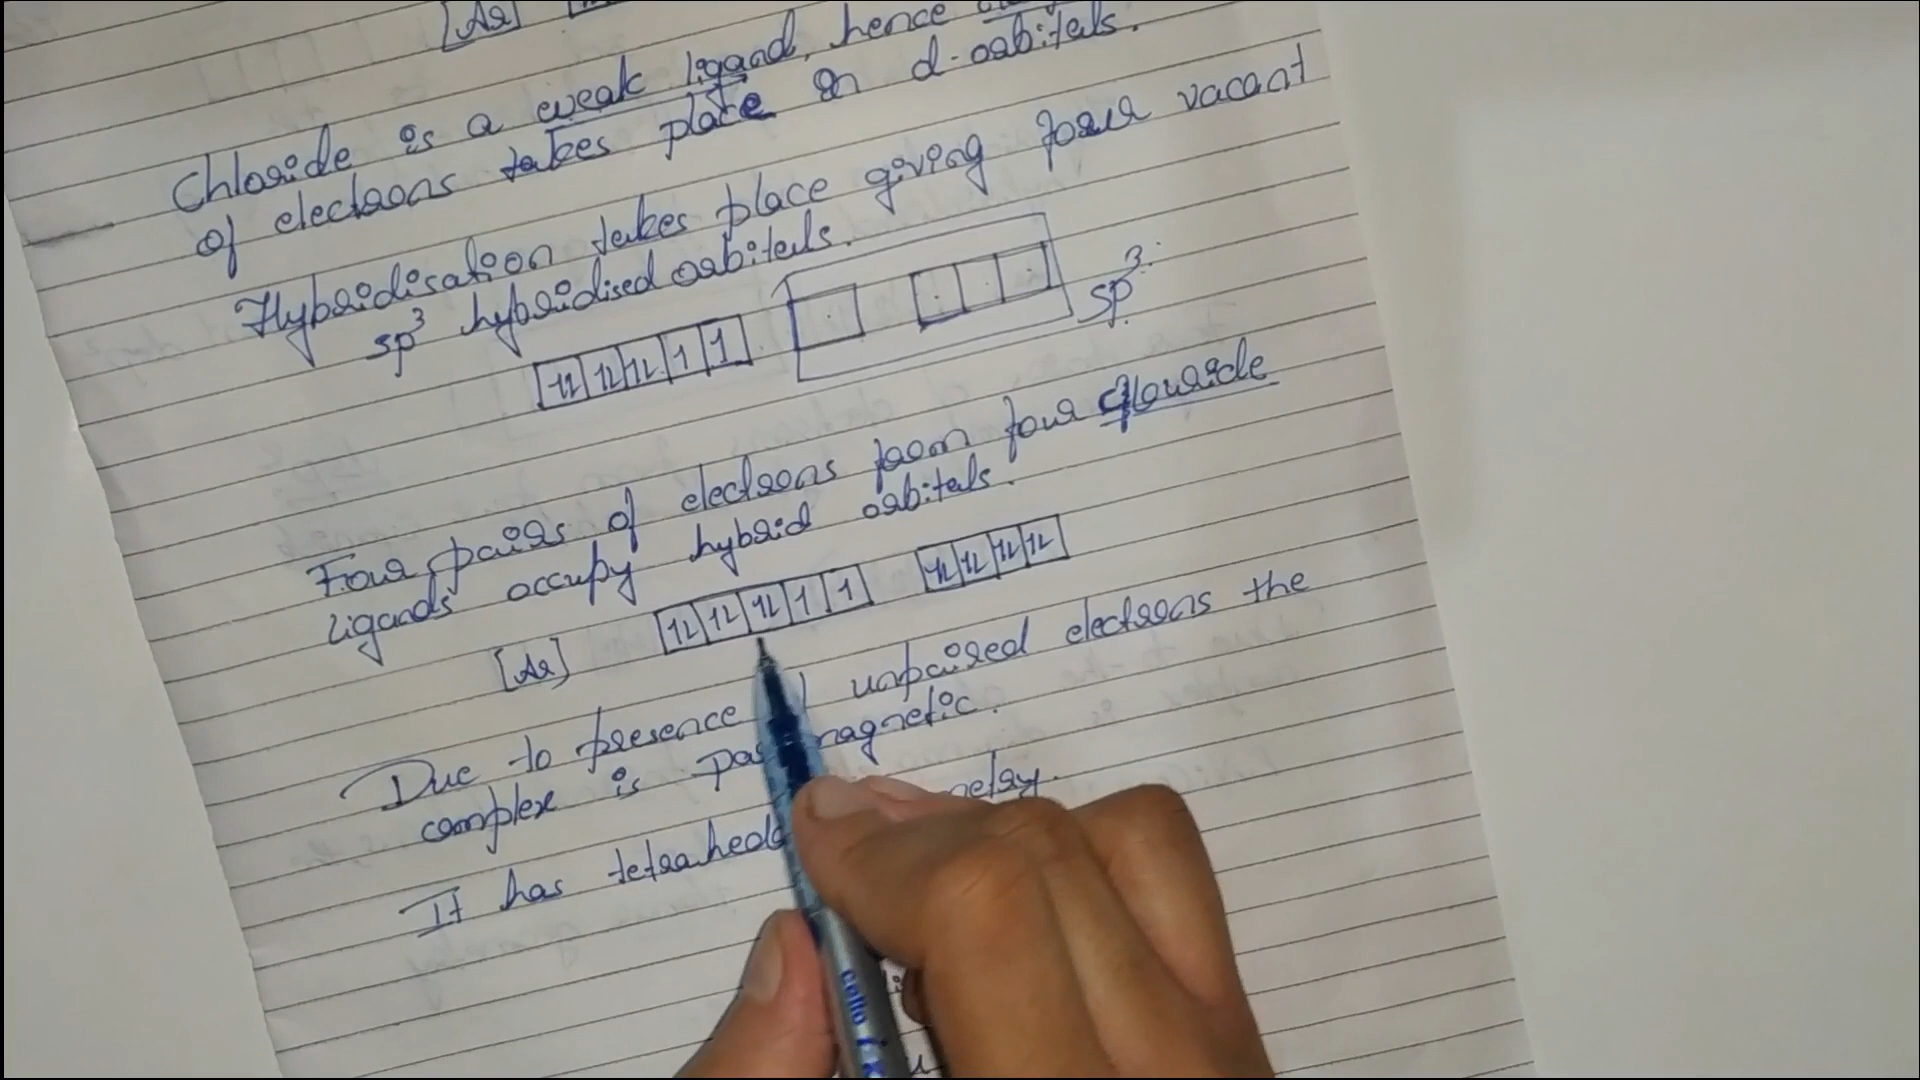 [Ar]
Chloride is a weak ligand, hence
of electrons takes place in d-orbitals.
Hybridisation takes place giving four vacant
sp³ hybridised orbitals.
1L 1L 1L 1 1 sp³
Four pairs of electrons from four
ligands occupy hybrid orbitals.
[Ar] 1L 1L 1L 1 1 1L 1L 1L 1L
Due to presence unpaired electrons the
complex is magnetic.
It has
cello